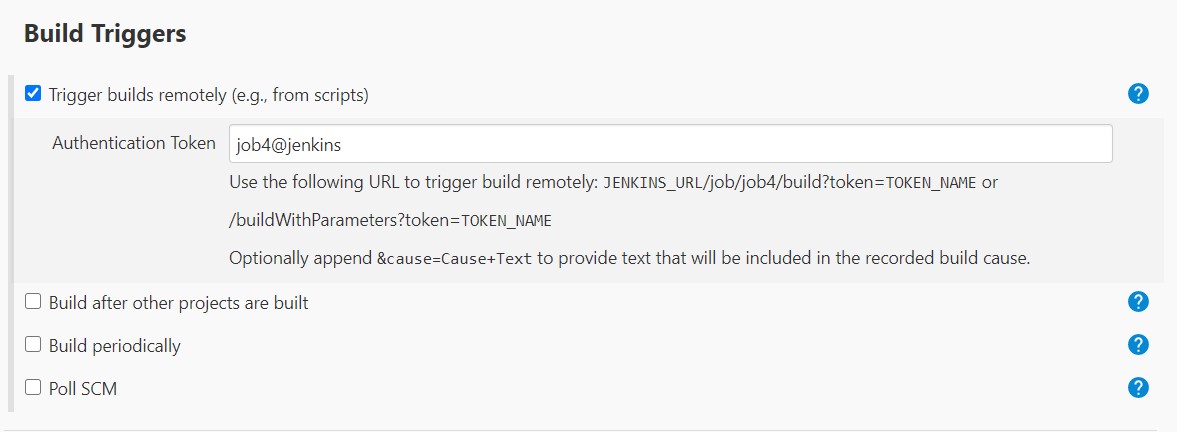 Build Triggers
Trigger builds remotely (e.g., from scripts)
?
Authentication Token
job4@jenkins
Use the following URL to trigger build remotely: JENKINS_URL/job/job4/build?token=TOKEN_NAME or
/buildWithParameters?token=TOKEN_NAME
Optionally append &cause=Cause+Text to provide text that will be included in the recorded build cause.
Build after other projects are built
?
Build periodically
?
Poll SCM
?